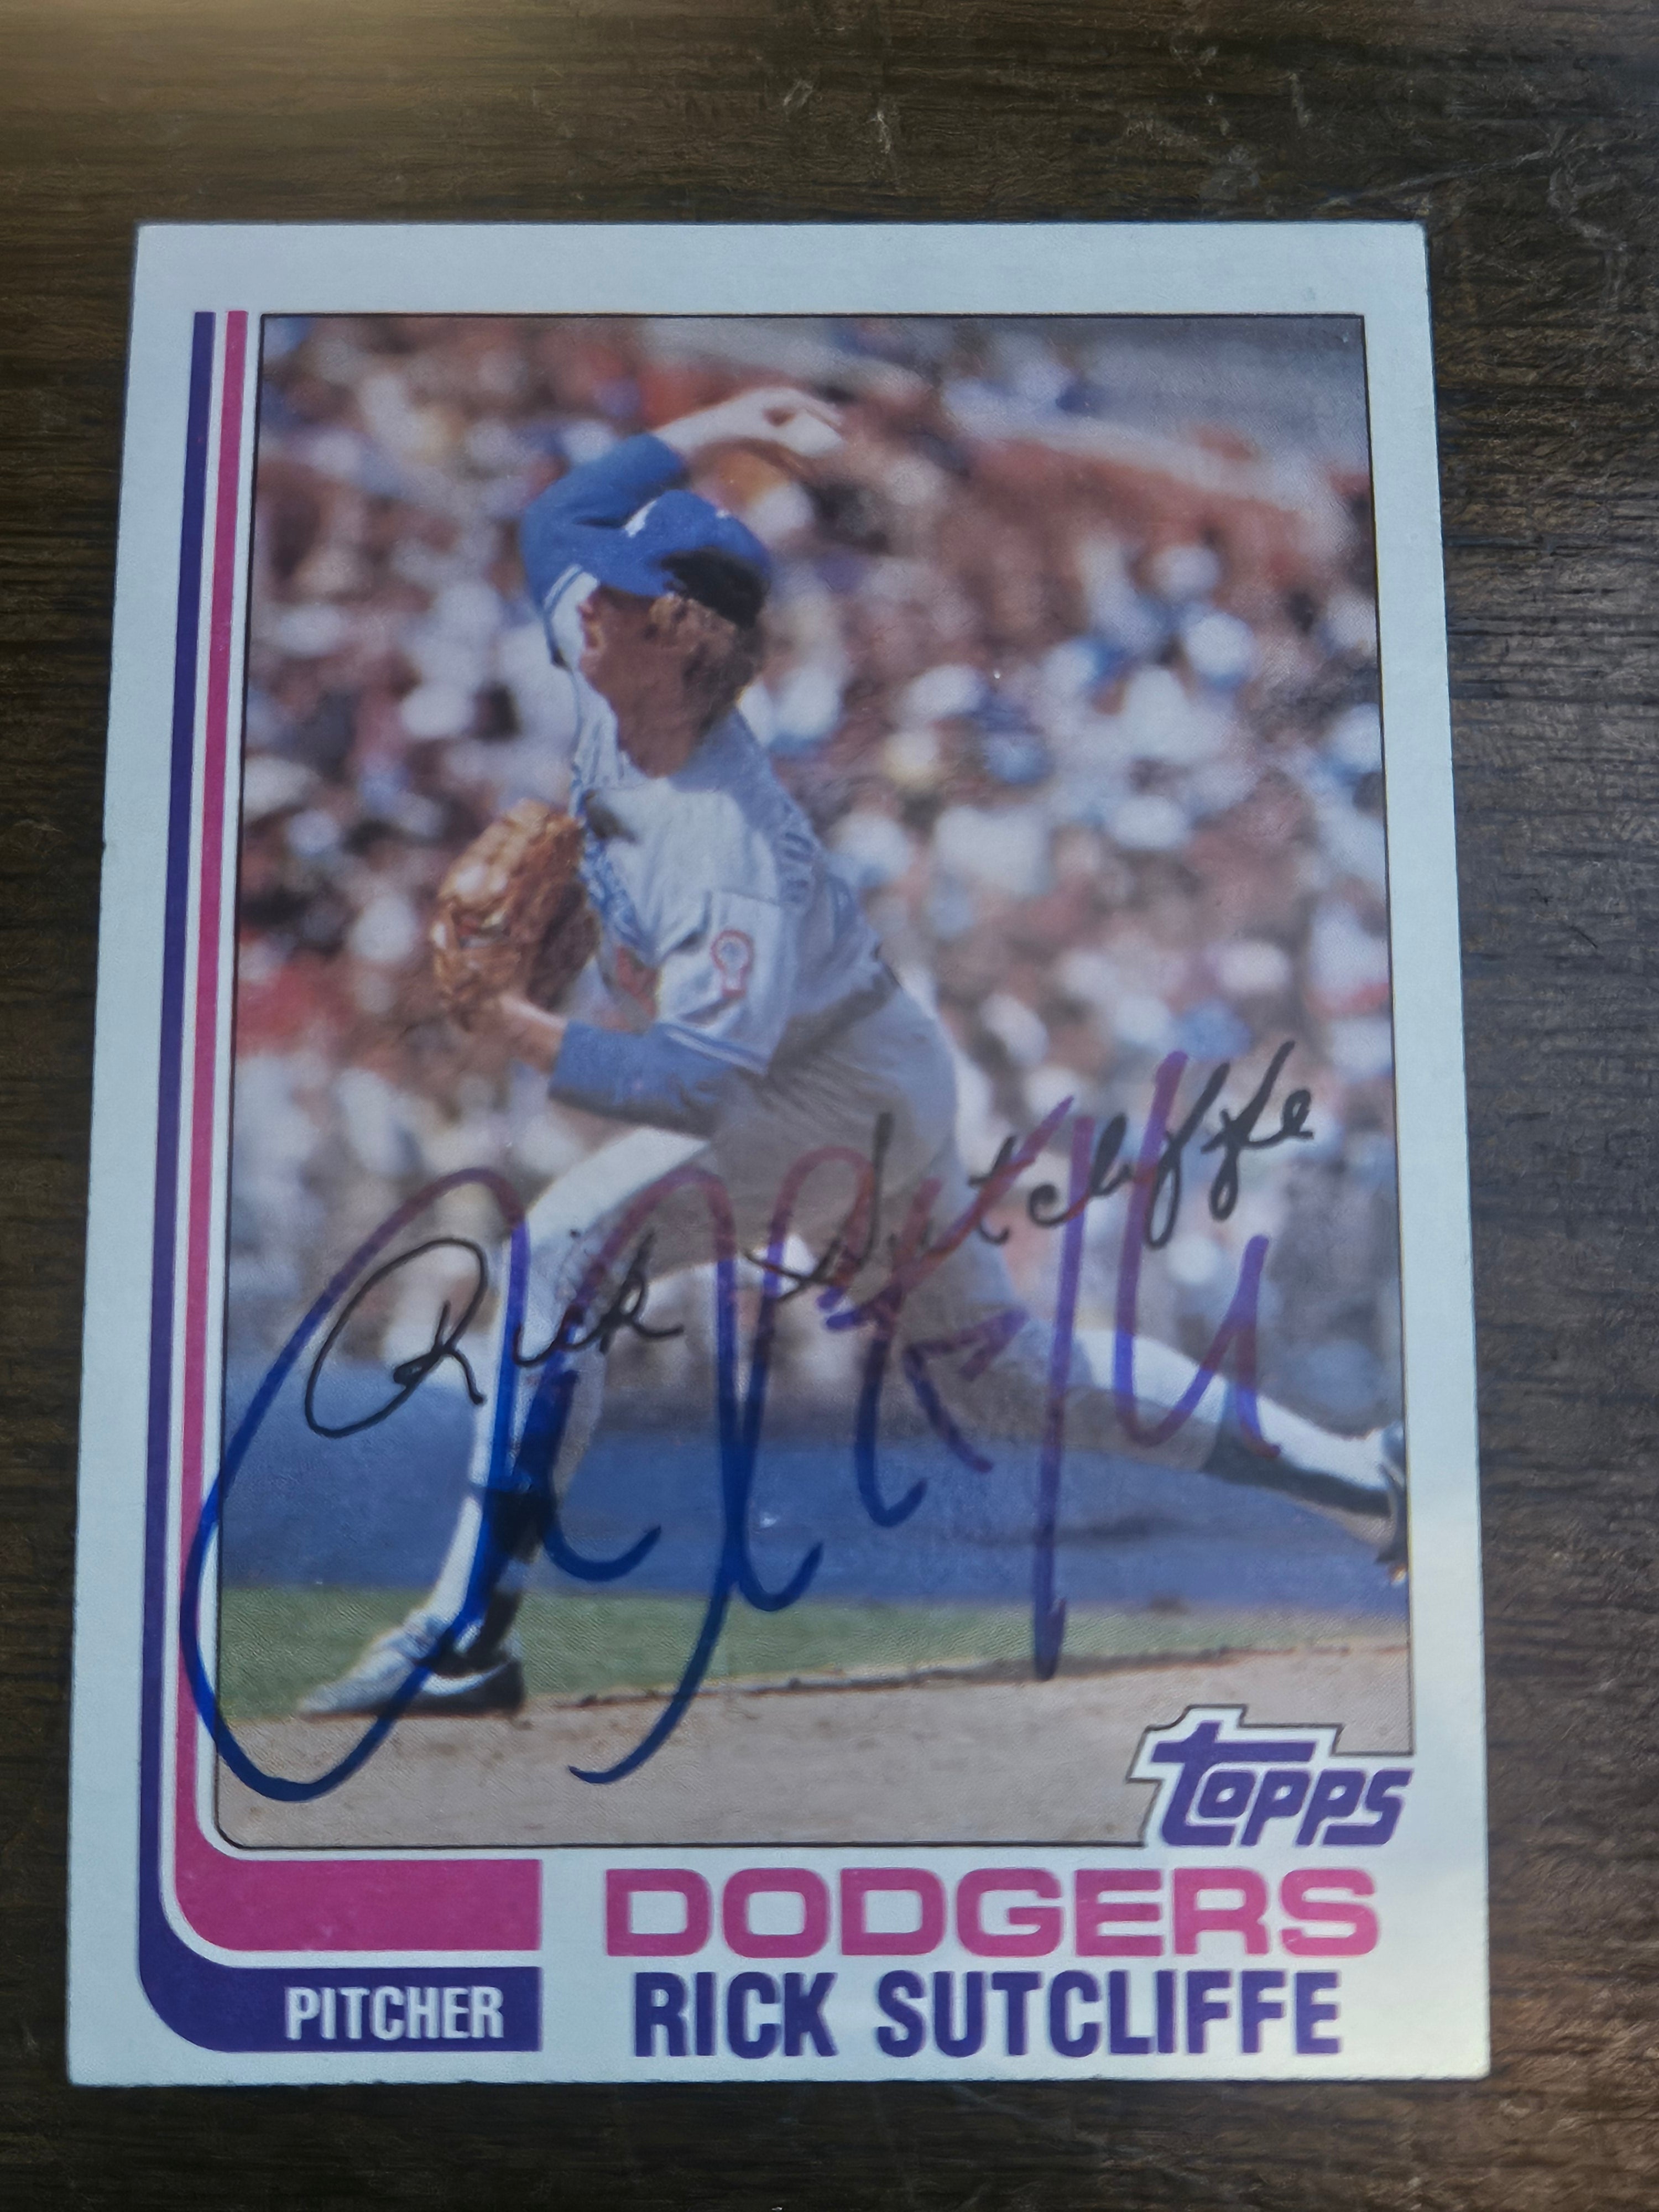 Rick Sutcliffe
Topps
DODGERS
PITCHER
RICK SUTCLIFFE